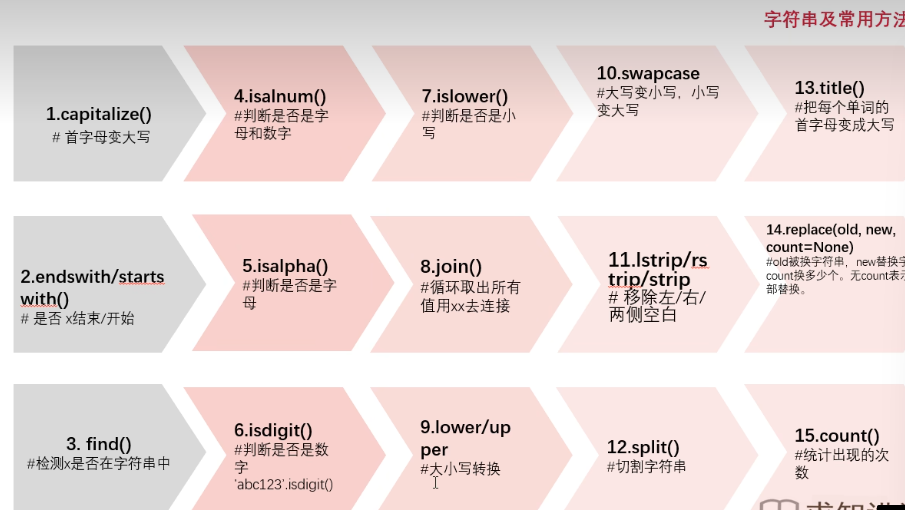 字符串及常用方法
1.capitalize()
# 首字母变大写
4.isalnum()
#判断是否是字
母和数字
7.islower()
#判断是否是小
写
10.swapcase
#大写变小写，小写
变大写
13.title()
#把每个单词的
首字母变成大写
2.endswith/starts
with()
# 是否 x结束/开始
5.isalpha()
#判断是否是字
母
8.join()
#循环取出所有
值用xx去连接
11.lstrip/rs
trip/strip
# 移除左/右/
两侧空白
14.replace(old, new,
count=None)
#old被换字符串，new替换字
count换多少个。无count表示
部替换。
3. find()
#检测x是否在字符串中
6.isdigit()
#判断是否是数
字
'abc123'.isdigit()
9.lower/up
per
#大小写转换
12.split()
#切割字符串
15.count()
#统计出现的次
数